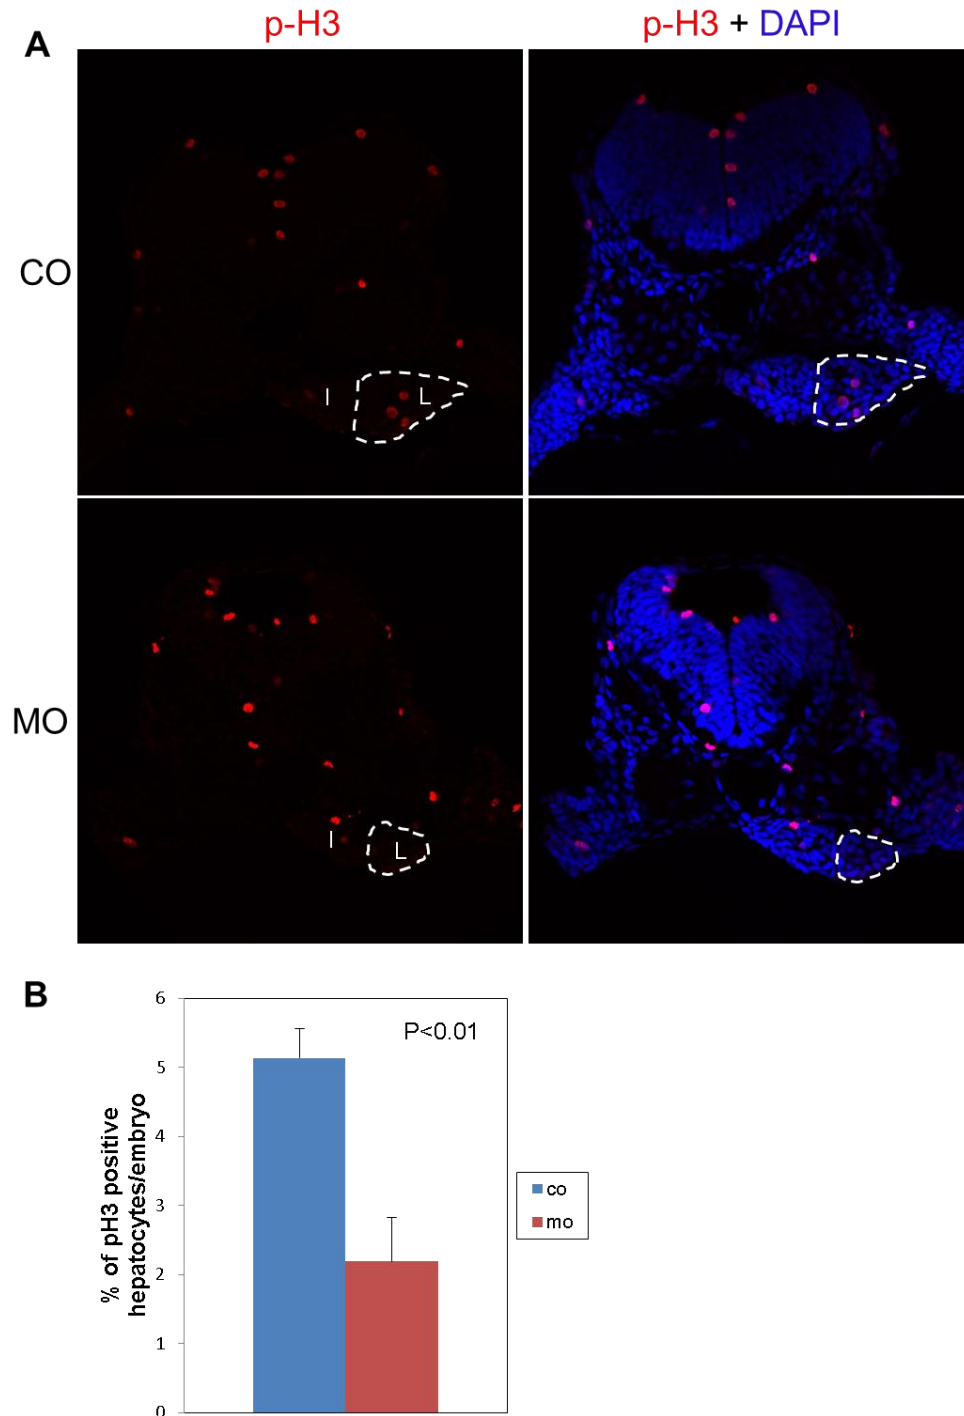 A
p-H3
p-H3 + DAPI
CO
I
L
MO
I
L
B
6
5
4
3
2
1
0
% of pH3 positive
hepatocytes/embryo
P<0.01
co
mo